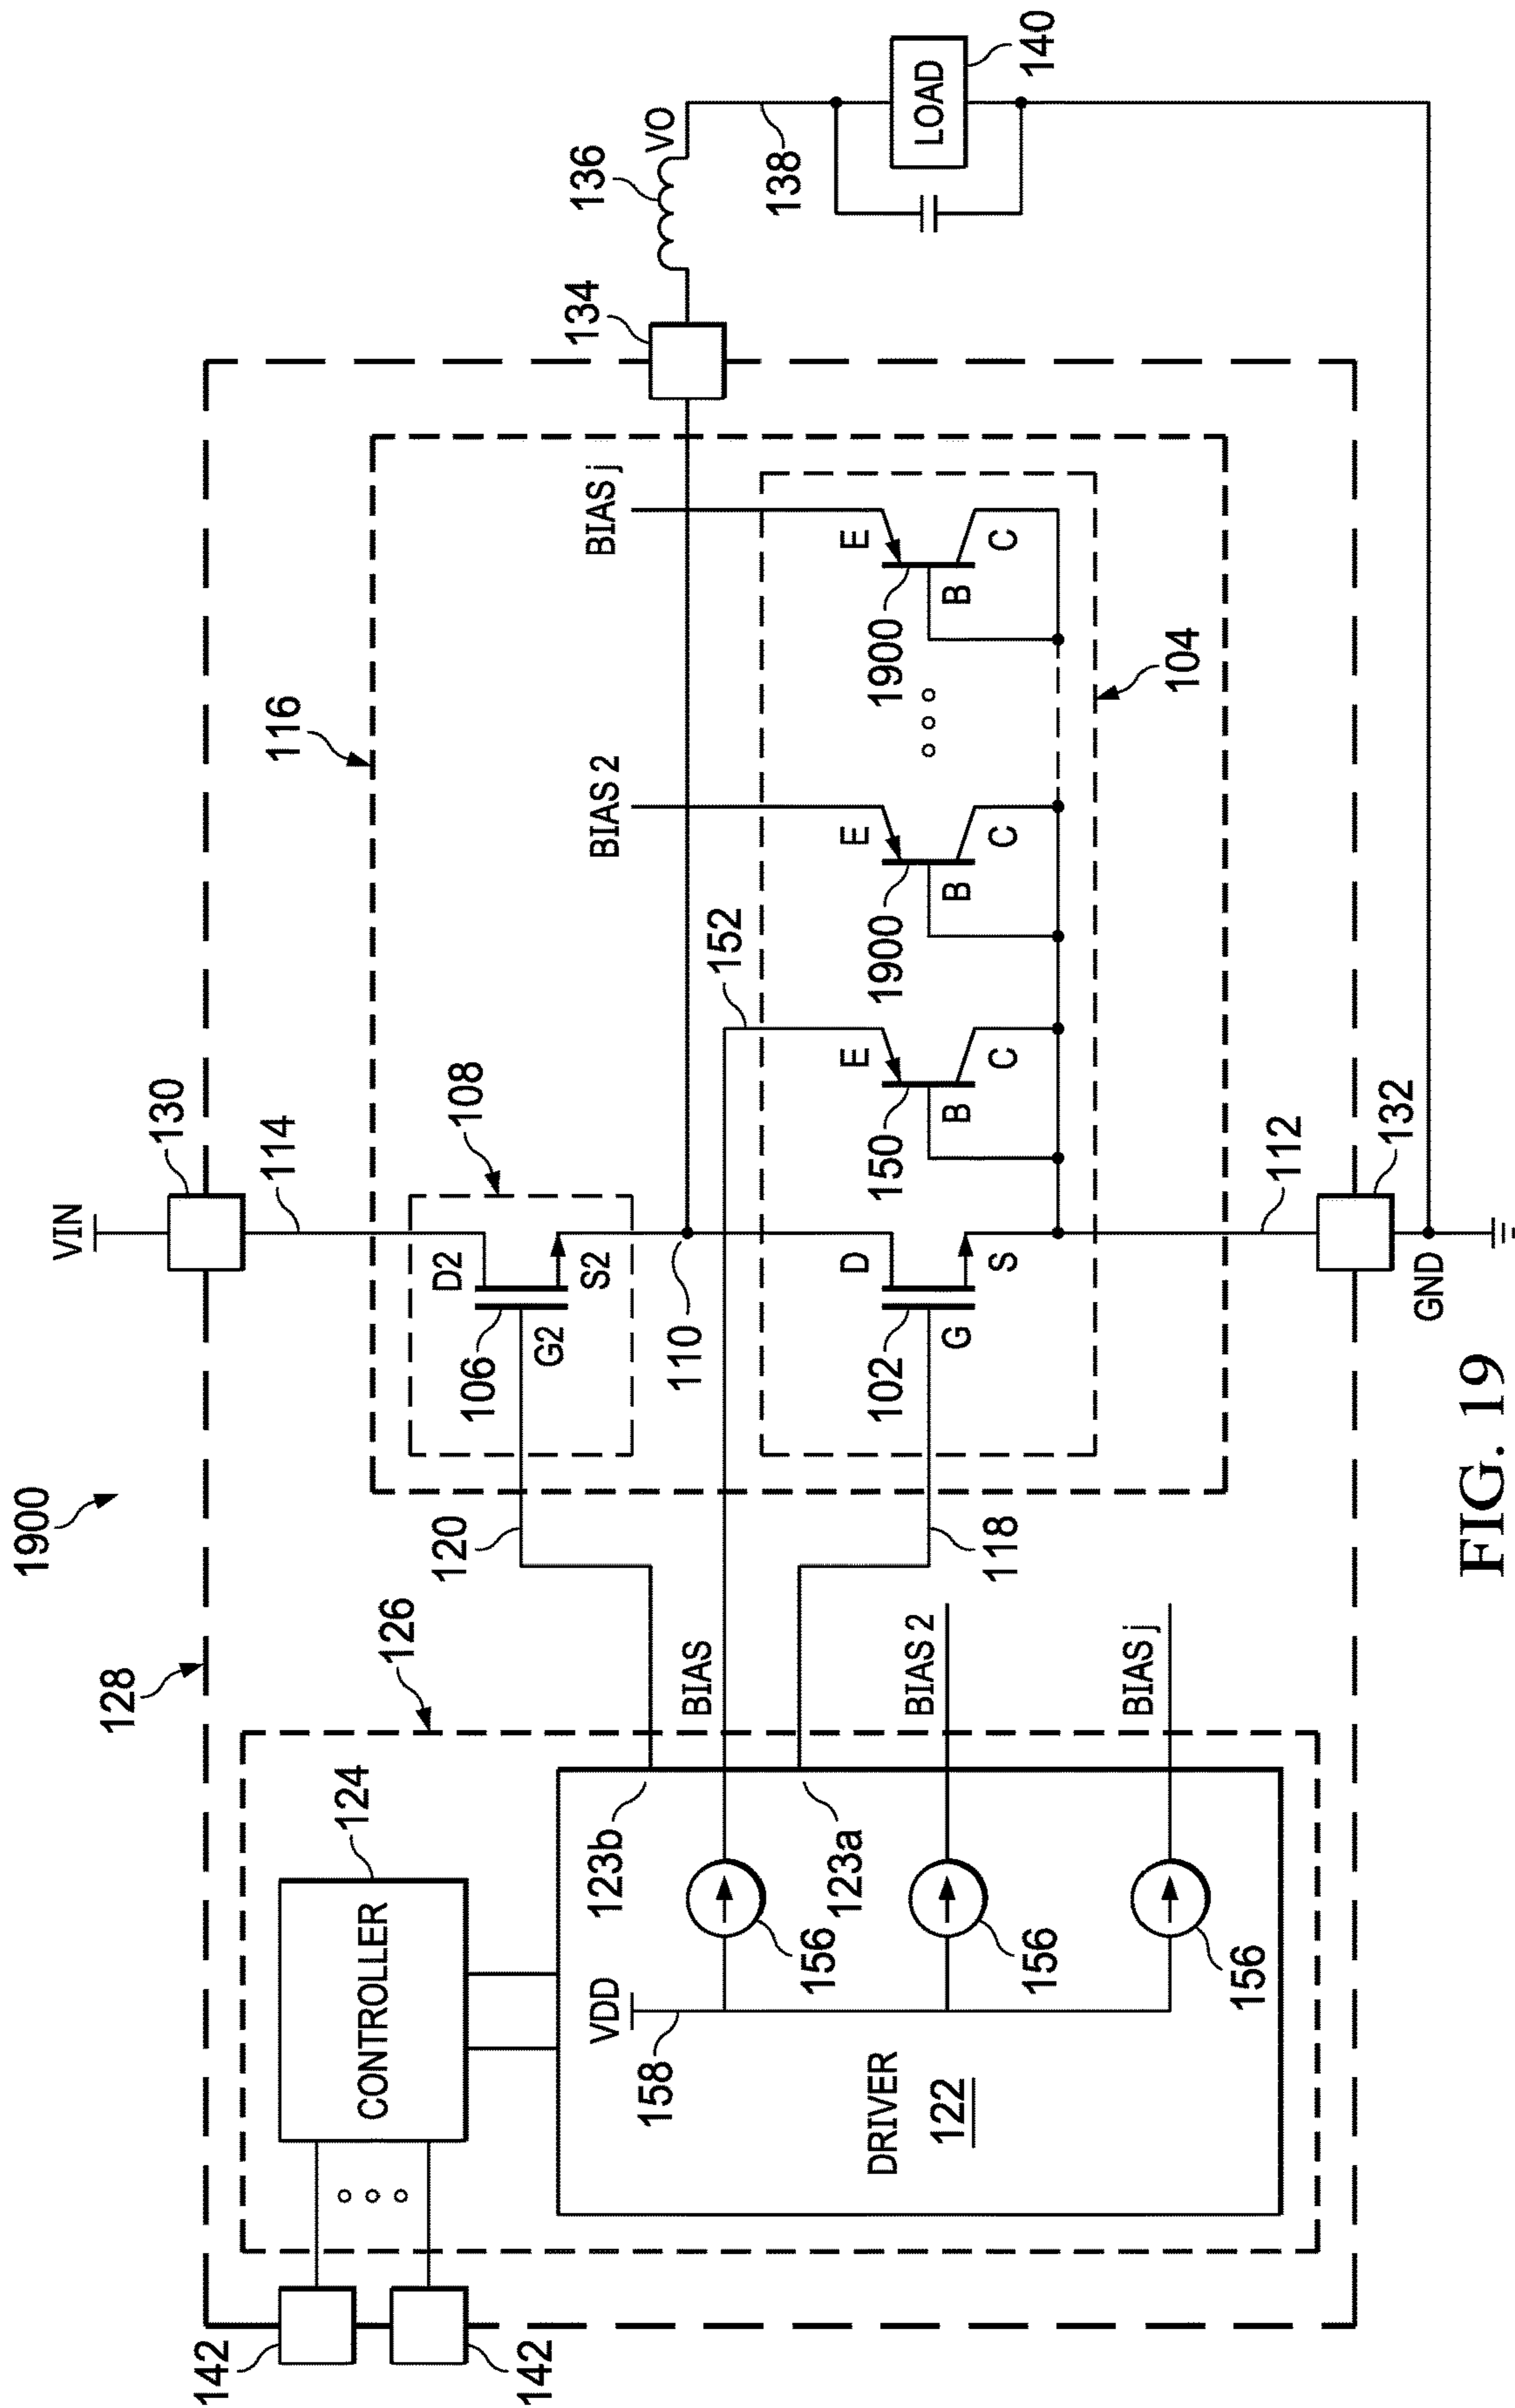 1900
128
VIN
130
114
116
126
124
CONTROLLER
142
142
120
108
D2
G2
S2
106
110
134
136
VO
138
LOAD
140
BIAS j
BIAS 2
152
123b
BIAS
123a
VDD
158
156
156
156
DRIVER
122
BIAS 2
BIAS j
118
102
D
G
S
150
E
B
C
1900
E
B
C
1900
E
B
C
104
112
132
GND
FIG. 19